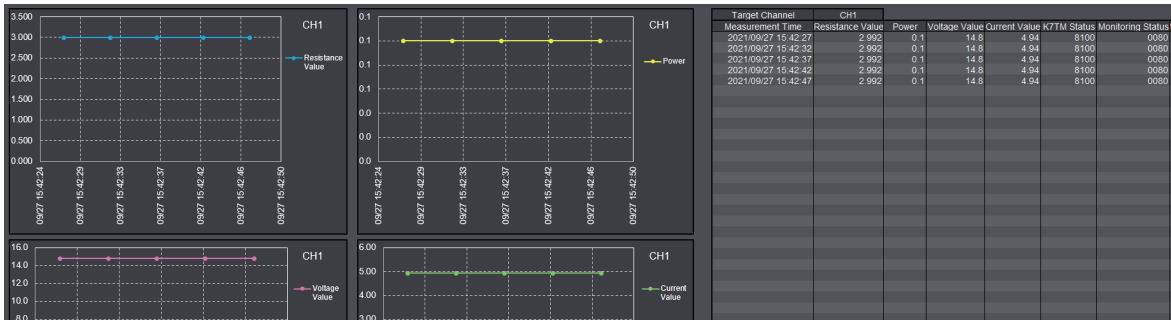 CH1
3.500
3.000
2.500
2.000
1.500
1.000
0.500
0.000
Resistance
Value
09/27 15:42:24
09/27 15:42:29
09/27 15:42:33
09/27 15:42:37
09/27 15:42:42
09/27 15:42:46
09/27 15:42:50
CH1
0.1
0.1
0.1
0.1
0.0
0.0
0.0
Power
09/27 15:42:24
09/27 15:42:29
09/27 15:42:33
09/27 15:42:37
09/27 15:42:42
09/27 15:42:46
09/27 15:42:50
CH1
16.0
14.0
12.0
10.0
8.0
Voltage
Value
CH1
6.00
5.00
4.00
3.00
Current
Value
Target Channel CH1
Measurement Time Resistance Value Power Voltage Value Current Value K7TM Status Monitoring Status
2021/09/27 15:42:27 2.992 0.1 14.8 4.94 8100 0080
2021/09/27 15:42:32 2.992 0.1 14.8 4.94 8100 0080
2021/09/27 15:42:37 2.992 0.1 14.8 4.94 8100 0080
2021/09/27 15:42:42 2.992 0.1 14.8 4.94 8100 0080
2021/09/27 15:42:47 2.992 0.1 14.8 4.94 8100 0080